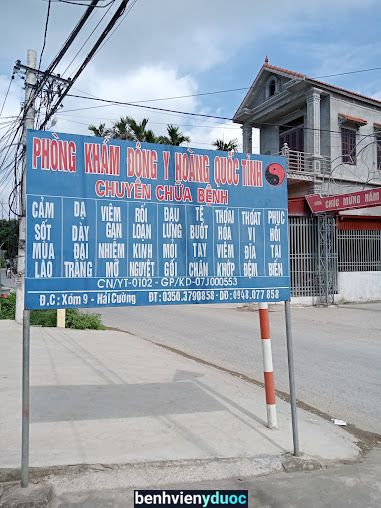 PHÒNG KHÁM ĐÔNG Y HOÀNG QUỐC TỈNH
CHUYÊN CHỮA BỆNH
CẢM DẠ VIÊM RỐI ĐAU TÊ THOÁI THOÁT PHỤC
SỐT DÀY GAN LOẠN LƯNG BUỐT HÓA VỊ HỒI
MÙA ĐẠI NHIỄM KINH MỎI TAY VIÊM ĐĨA TAI
LÀO TRÀNG MỠ NGUYỆT GỐI CHÂN KHỚP ĐỆM BIẾN
CN/YT-0102 - GP/KD-07J000553
Đ.C: Xóm 9 - Hải Cường ĐT: 0350.3790858 - DĐ: 0948.077 858
CHÚC MỪNG NĂM
benhvienyduoc